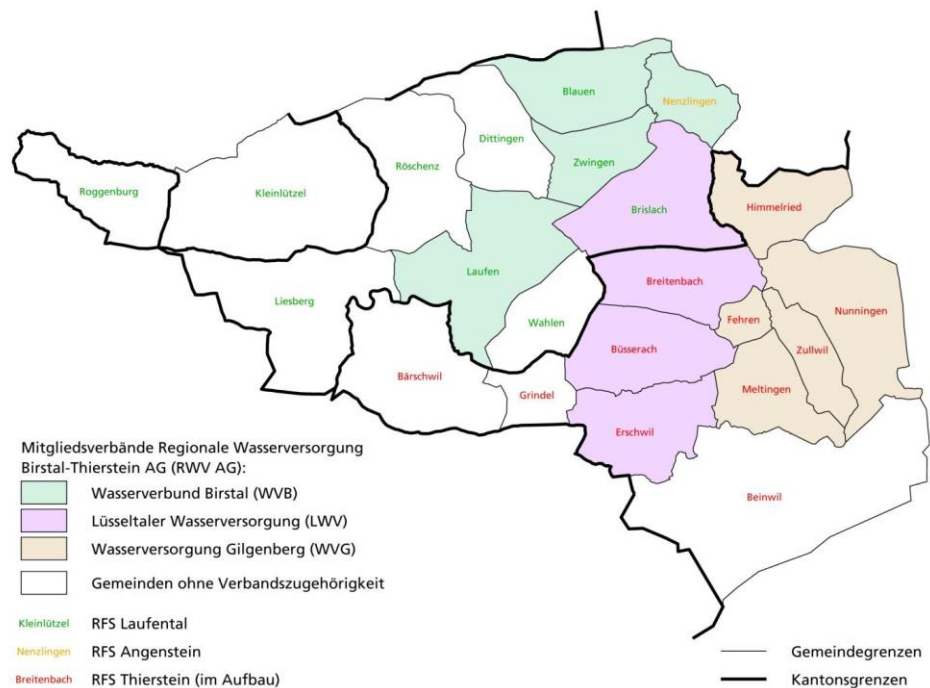 Blauen
Nenzlingen
Dittingen
Zwingen
Röschenz
Roggenburg
Kleinlützel
Brislach
Himmelried
Laufen
Liesberg
Breitenbach
Wahlen
Fehren
Nunningen
Büsserach
Zullwil
Bärschwil
Grindel
Meltingen
Erschwil
Beinwil
Mitgliedsverbände Regionale Wasserversorgung
Birstal-Thierstein AG (RWV AG):
Wasserverbund Birstal (WVB)
Lüsseltaler Wasserversorgung (LWV)
Wasserversorgung Gilgenberg (WVG)
Gemeinden ohne Verbandszugehörigkeit
Kleinlützel RFS Laufental
Nenzlingen RFS Angenstein
Breitenbach RFS Thierstein (im Aufbau)
Gemeindegrenzen
Kantonsgrenzen